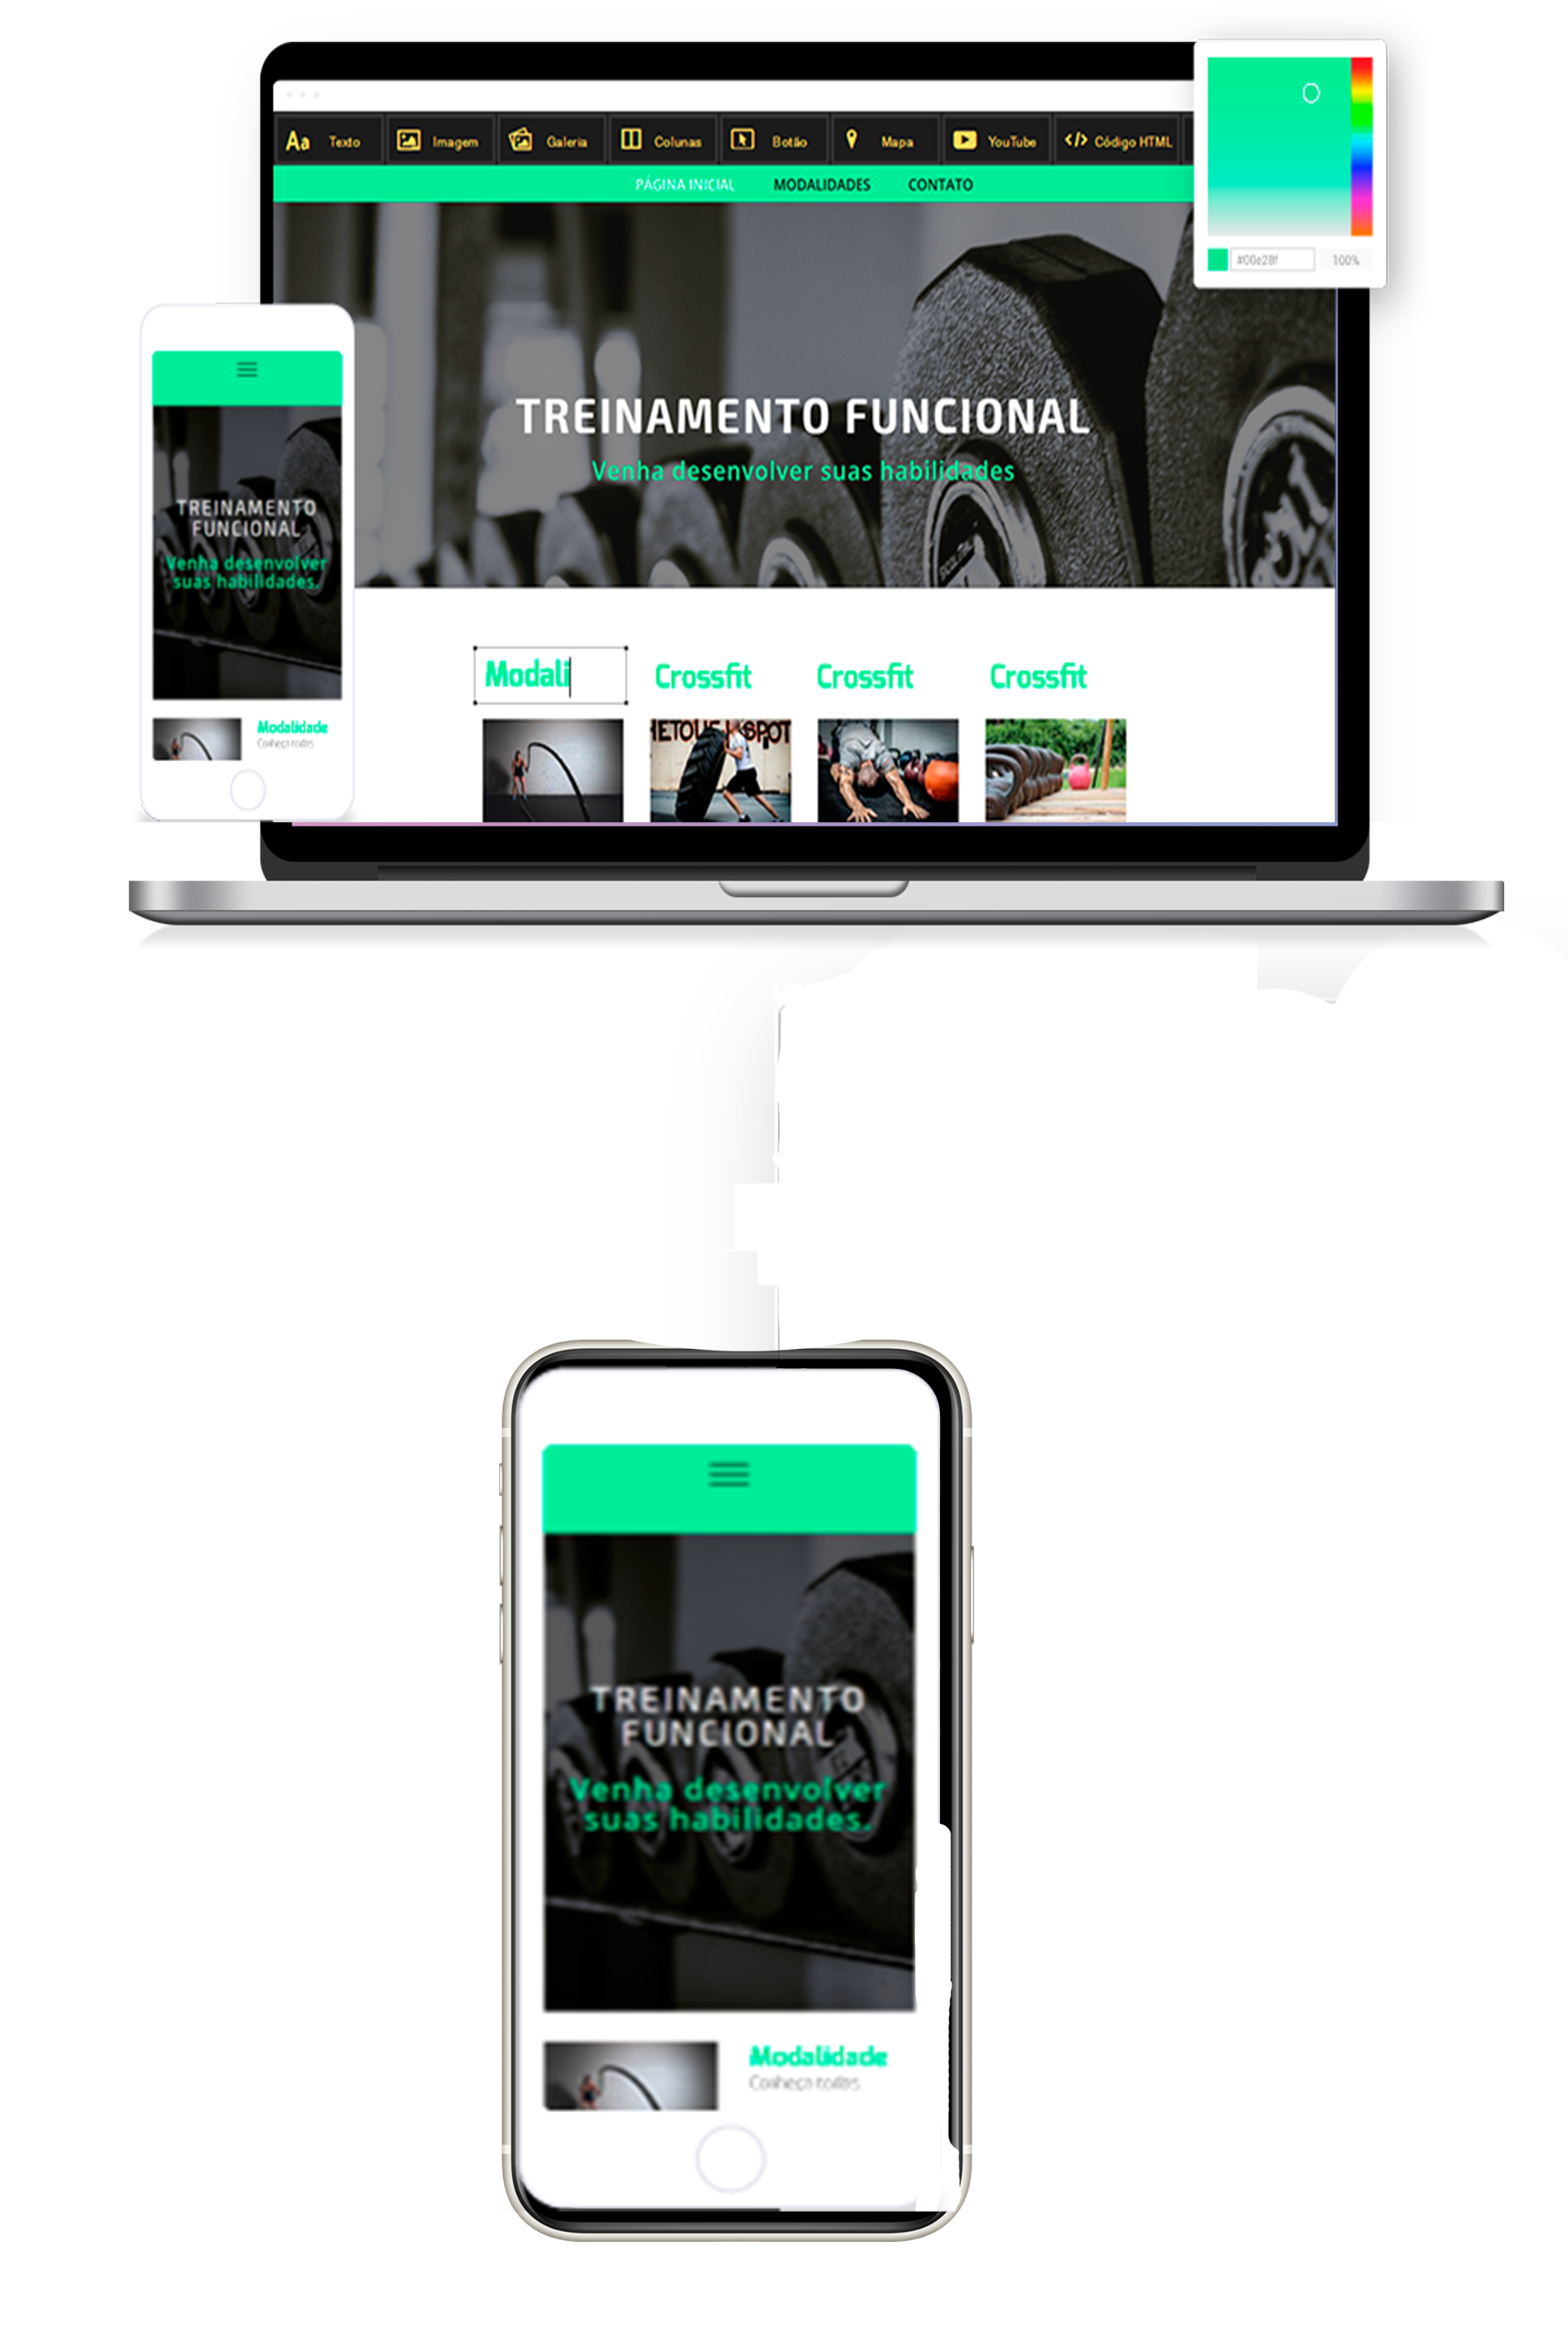 Aa Texto Imagem Galeria Colunas Botão Mapa YouTube </> Código HTML
PÁGINA INICIAL MODALIDADES CONTATO
#00e28f 100%
TREINAMENTO FUNCIONAL
Venha desenvolver suas habilidades
TREINAMENTO
FUNCIONAL
Venha desenvolver
suas habilidades.
Modali Crossfit Crossfit Crossfit
Modalidade
Conheça todas
TREINAMENTO
FUNCIONAL
Venha desenvolver
suas habilidades.
Modalidade
Conheça todas